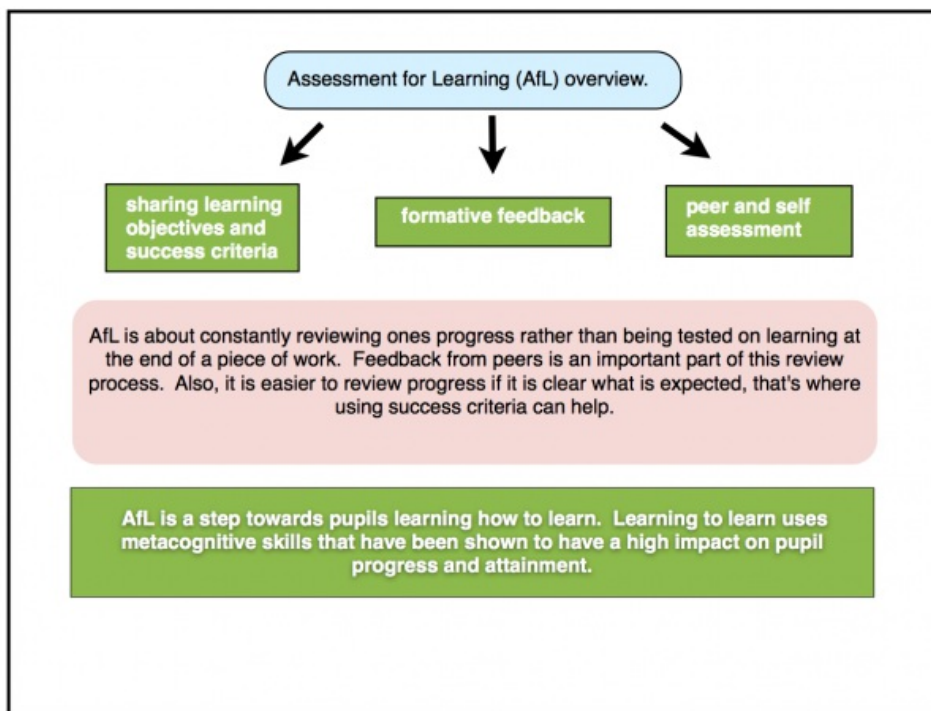 Assessment for Learning (AfL) overview.
sharing learning
objectives and
success criteria
formative feedback
peer and self
assessment
AfL is about constantly reviewing ones progress rather than being tested on learning at
the end of a piece of work.  Feedback from peers is an important part of this review
process.  Also, it is easier to review progress if it is clear what is expected, that's where
using success criteria can help.
AfL is a step towards pupils learning how to learn.  Learning to learn uses
metacognitive skills that have been shown to have a high impact on pupil
progress and attainment.